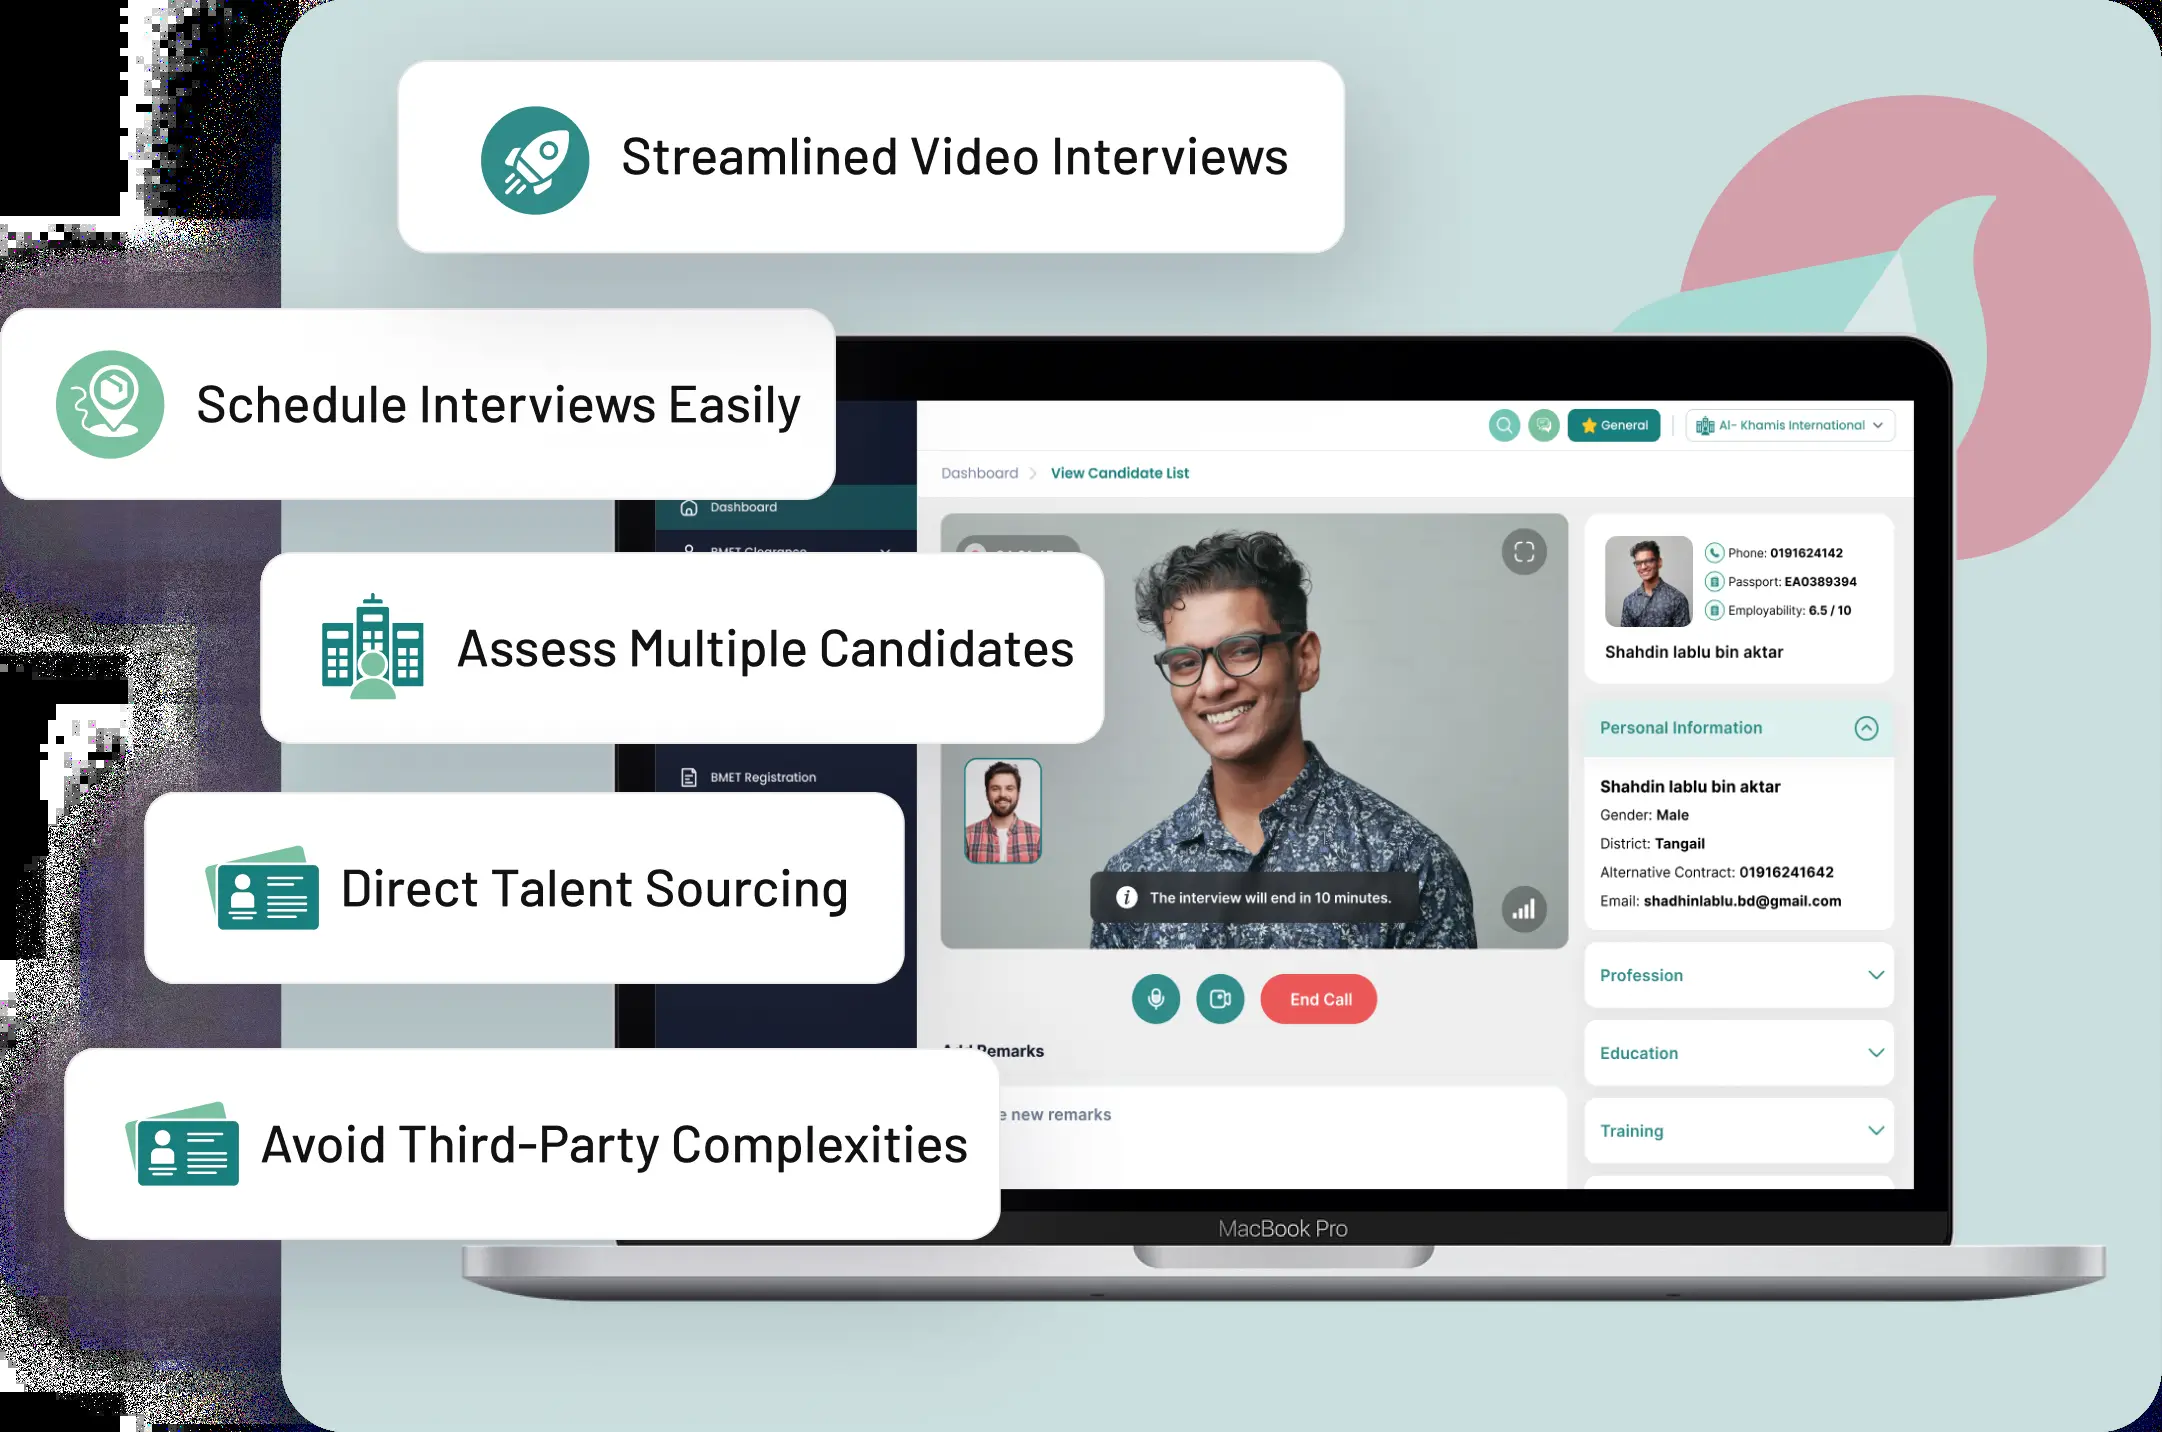 Streamlined Video Interviews
Schedule Interviews Easily
General
Al- Khamis International
Dashboard
View Candidate List
Dashboard
BMET Clearance
Assess Multiple Candidates
Phone: 0191624142
Passport: EA0389394
Employability: 6.5 / 10
Shahdin lablu bin aktar
Personal Information
Shahdin lablu bin aktar
Gender: Male
District: Tangail
Alternative Contract: 01916241642
Email: shadhinlablu.bd@gmail.com
BMET Registration
Direct Talent Sourcing
The interview will end in 10 minutes.
End Call
Profession
Education
Training
Add Remarks
new remarks
Avoid Third-Party Complexities
MacBook Pro